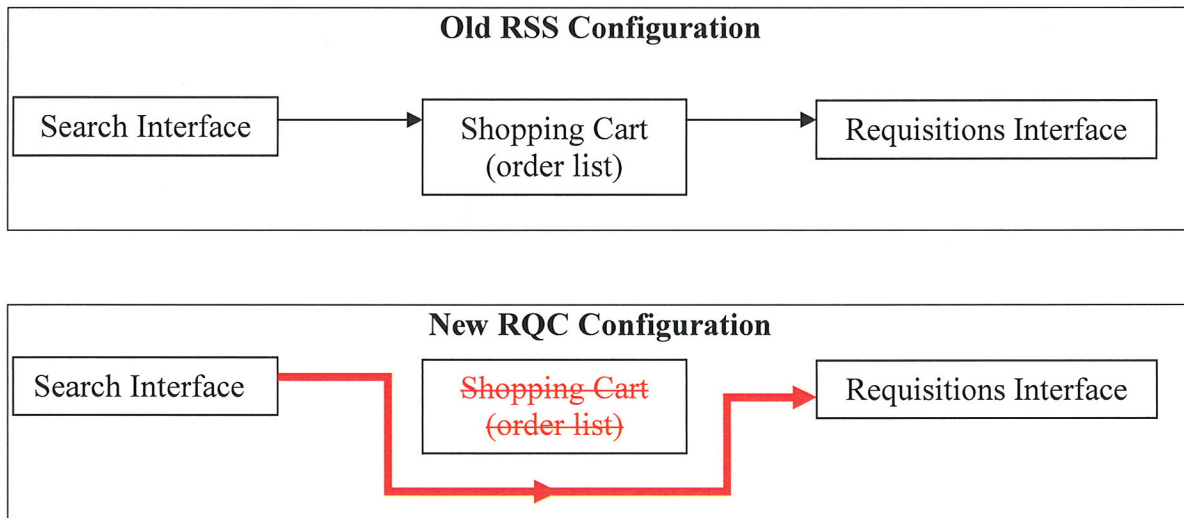 Old RSS Configuration
Search Interface
Shopping Cart
(order list)
Requisitions Interface
New RQC Configuration
Search Interface
Shopping Cart
(order list)
Requisitions Interface